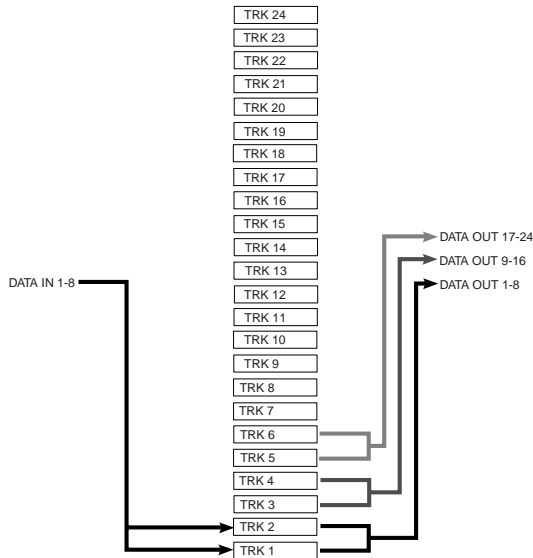 TRK 24
TRK 23
TRK 22
TRK 21
TRK 20
TRK 19
TRK 18
TRK 17
TRK 16
TRK 15
TRK 14
TRK 13
TRK 12
TRK 11
TRK 10
TRK 9
TRK 8
TRK 7
TRK 6
TRK 5
TRK 4
TRK 3
TRK 2
TRK 1
DATA IN 1-8
DATA OUT 17-24
DATA OUT 9-16
DATA OUT 1-8